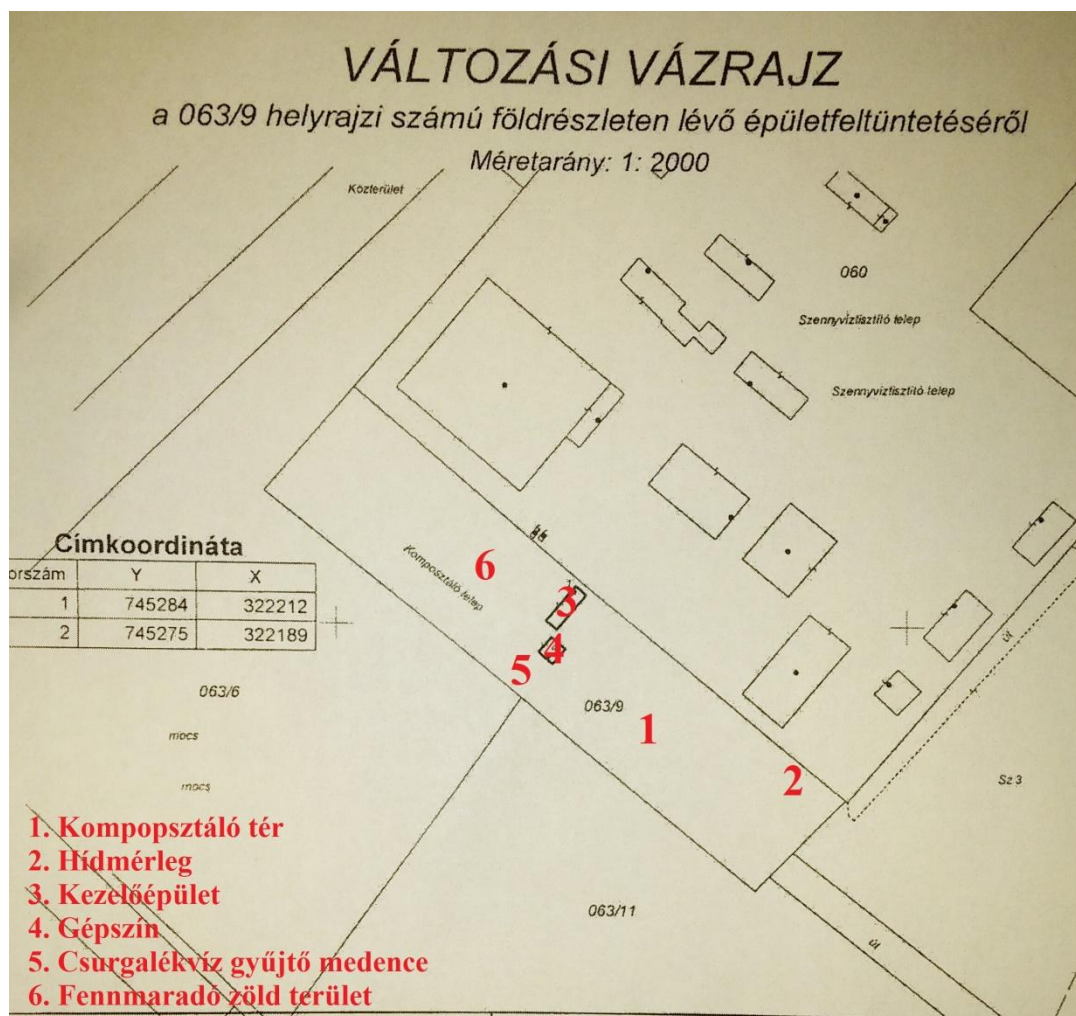 VÁLTOZÁSI VÁZRAJZ
a 063/9 helyrajzi számú földrészleten lévő épületfeltüntetéséről
Méretarány: 1: 2000
Közterület
060
Szennyvíztisztító telep
Szennyvíztisztító telep
Címkoordináta
orszám Y X
1 745284 322212
2 745275 322189
Komposztáló telep
6
3
4
5
063/9
1
2
063/6
mocs
mocs
út
Sz 3
063/11
út
1. Kompopsztáló tér
2. Hídmérleg
3. Kezelőépület
4. Gépszín
5. Csurgalékvíz gyűjtő medence
6. Fennmaradó zöld terület